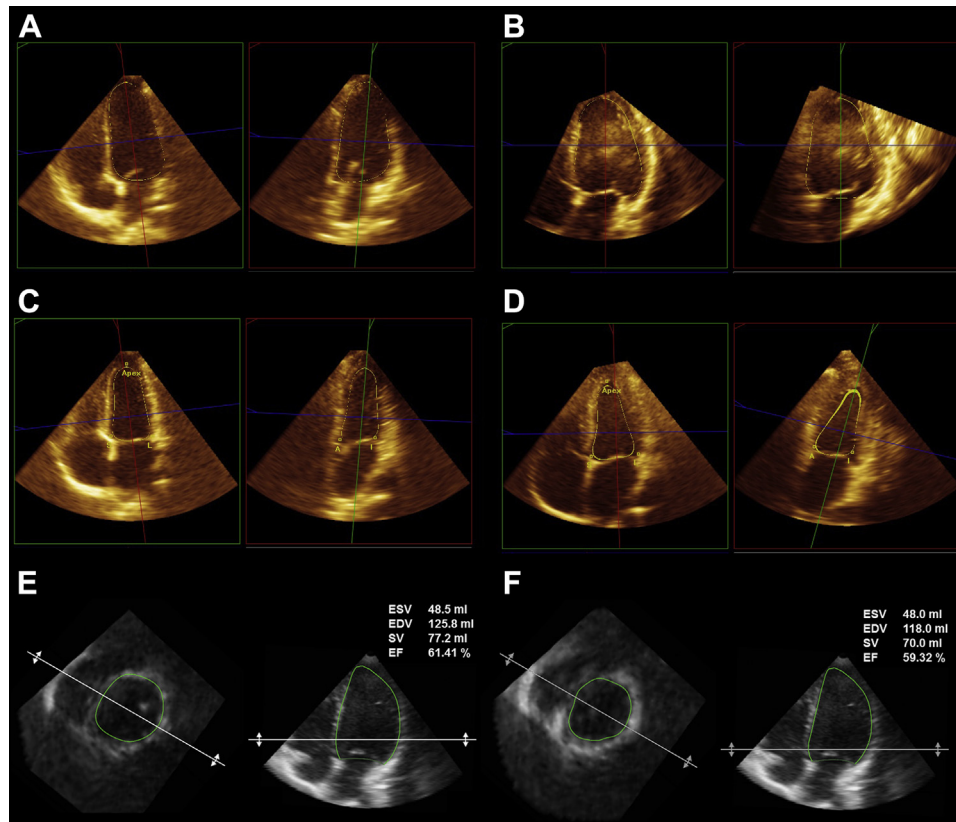 A
B
C
Apex
L
A
I
D
Apex
A
I
E
ESV 48.5 ml
EDV 125.8 ml
SV 77.2 ml
EF 61.41 %
F
ESV 48.0 ml
EDV 118.0 ml
SV 70.0 ml
EF 59.32 %